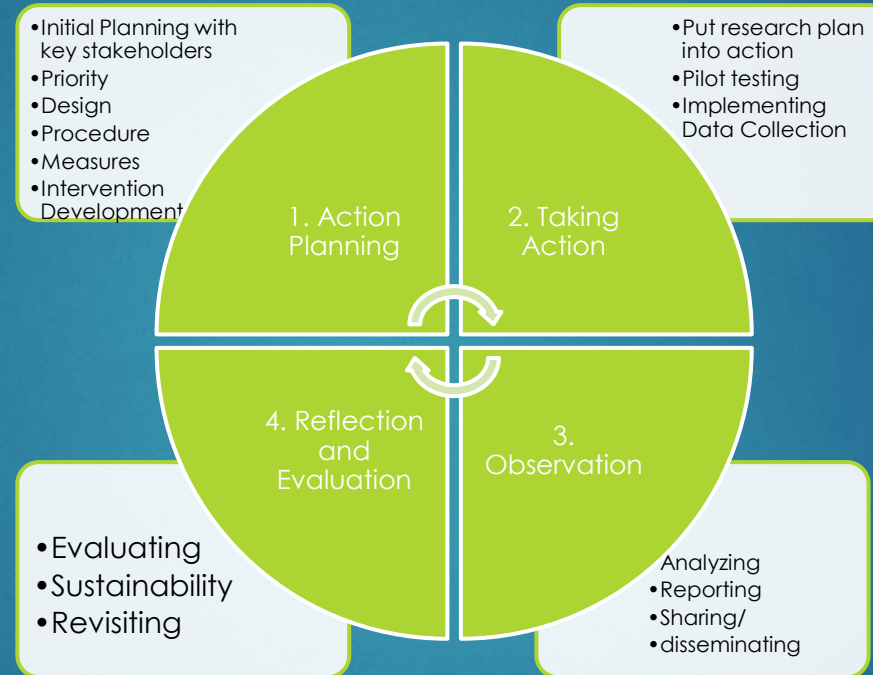 •Initial Planning with
key stakeholders
•Priority
•Design
•Procedure
•Measures
•Intervention
Development
•Put research plan
into action
•Pilot testing
•Implementing
Data Collection
1. Action
Planning
2. Taking
Action
4. Reflection
and
Evaluation
3.
Observation
•Evaluating
•Sustainability
•Revisiting
Analyzing
•Reporting
•Sharing/
•disseminating